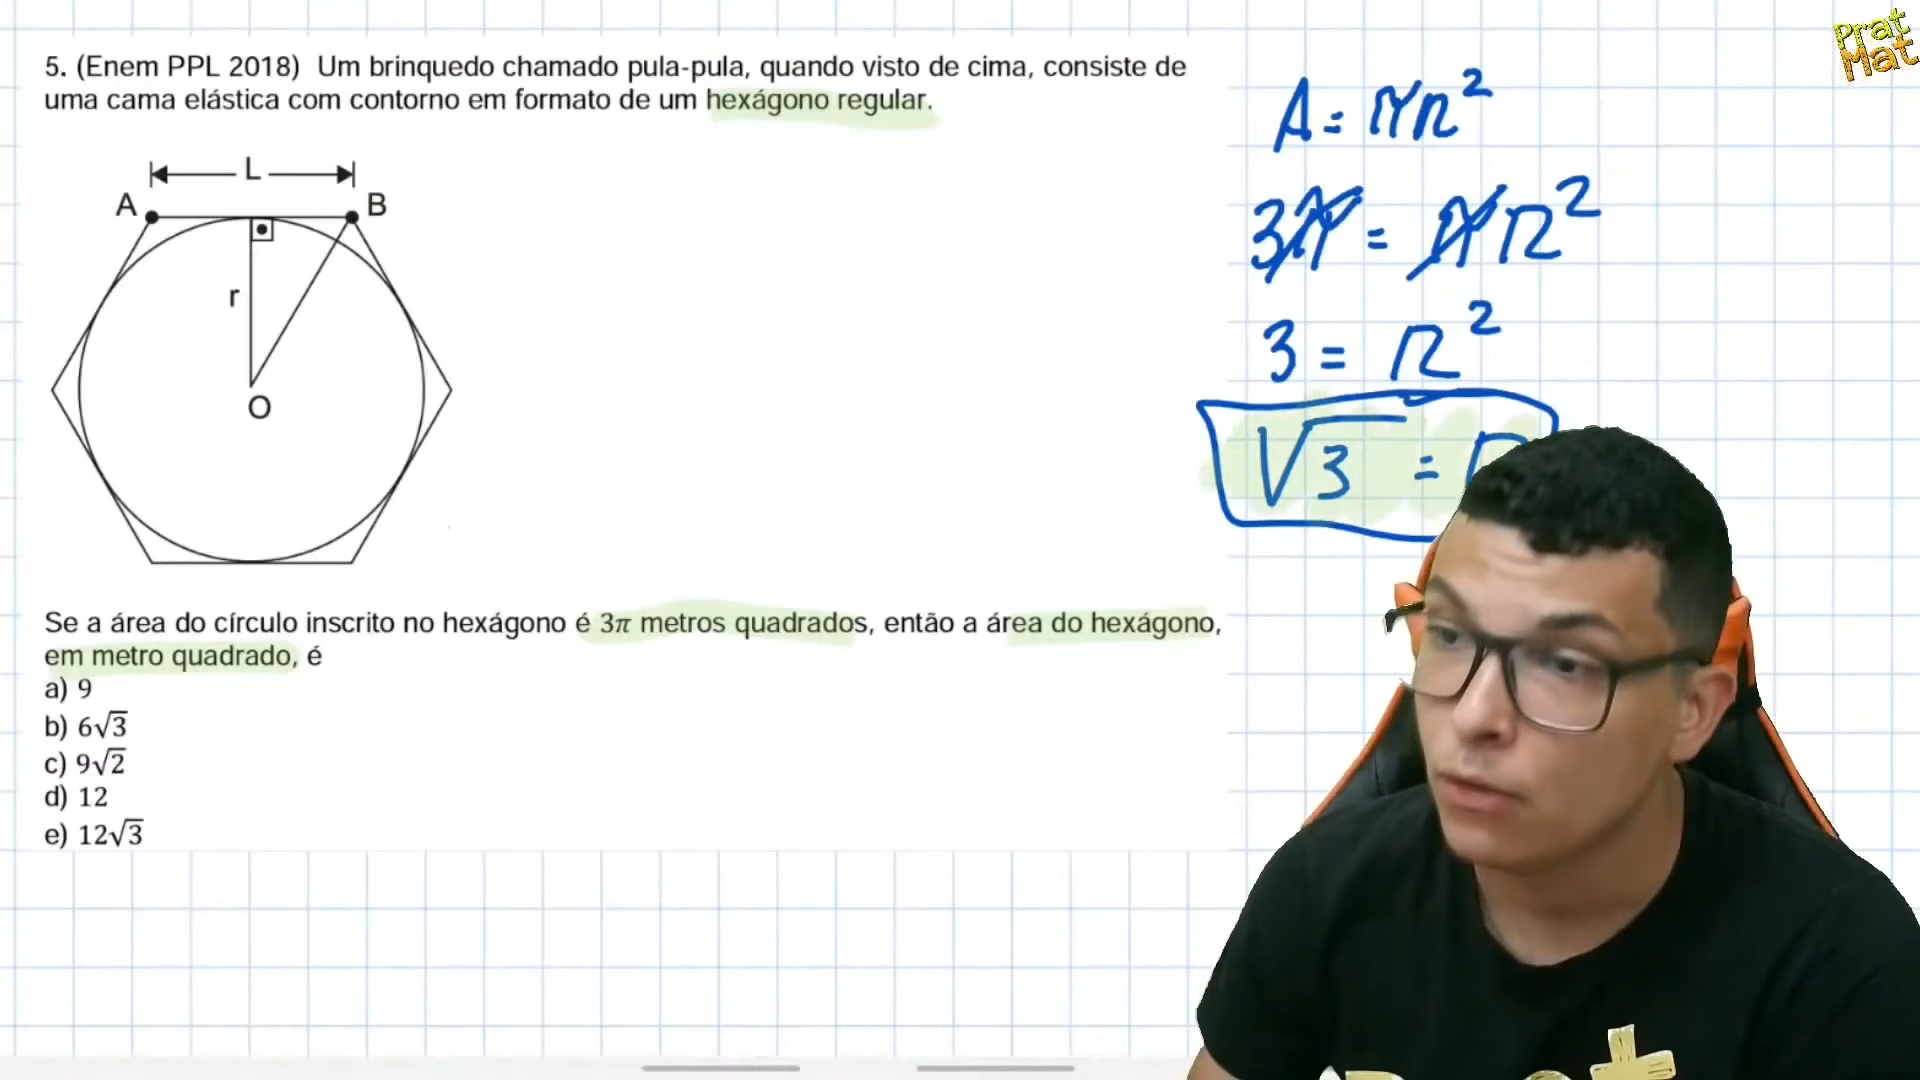 5. (Enem PPL 2018) Um brinquedo chamado pula-pula, quando visto de cima, consiste de
uma cama elástica com contorno em formato de um hexágono regular.
L
A
B
r
O
Se a área do círculo inscrito no hexágono é 3π metros quadrados, então a área do hexágono,
em metro quadrado, é
a) 9
b) 6√3
c) 9√2
d) 12
e) 12√3
A = πR²
3π = πR²
3 = R²
√3 =
Prat
Mat